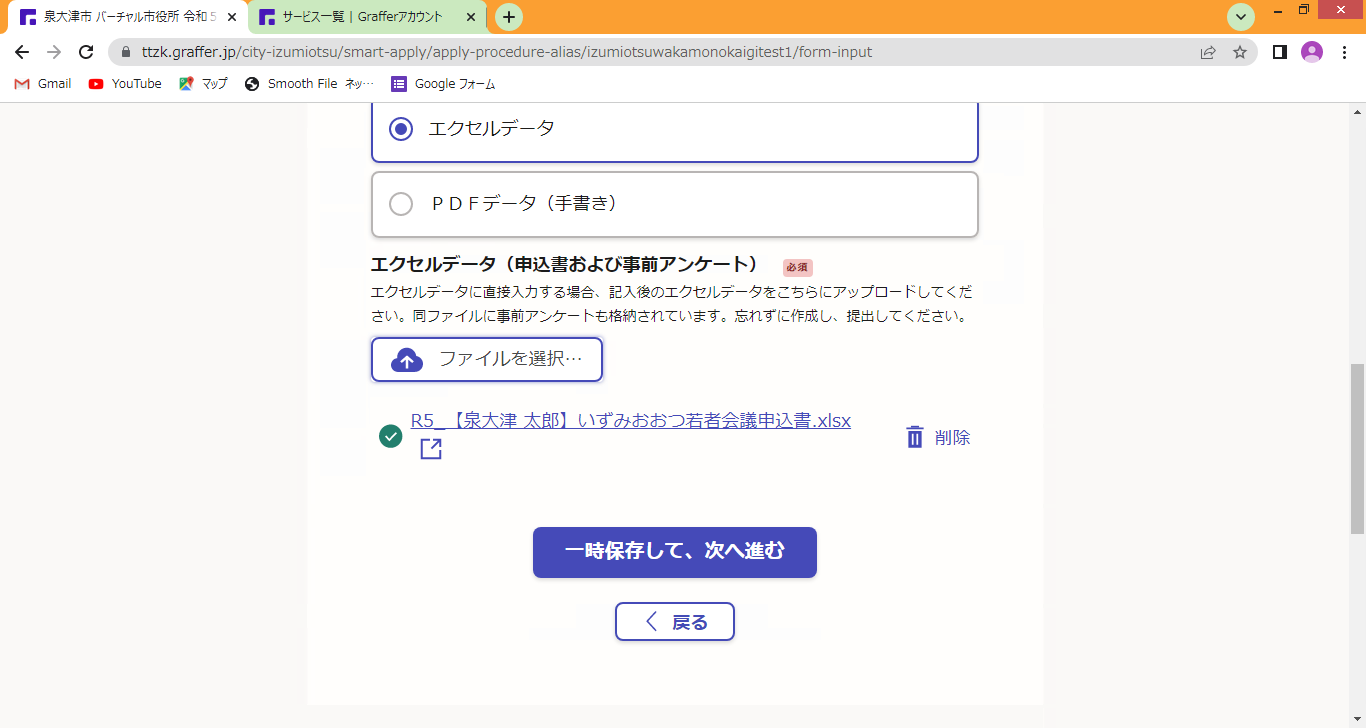 泉大津市 バーチャル市役所 令和 5
サービス一覧 | Grafferアカウント
ttzk.graffer.jp/city-izumiotsu/smart-apply/apply-procedure-alias/izumiotsuwakamonokaigitest1/form-input
Gmail
YouTube
マップ
Smooth File ネッ…
Google フォーム
エクセルデータ
ＰＤＦデータ（手書き）
エクセルデータ（申込書および事前アンケート） 必須
エクセルデータに直接入力する場合、記入後のエクセルデータをこちらにアップロードしてくだ
さい。同ファイルに事前アンケートも格納されています。忘れずに作成し、提出してください。
ファイルを選択…
R5_【泉大津 太郎】いずみおおつ若者会議申込書.xlsx
削除
一時保存して、次へ進む
戻る